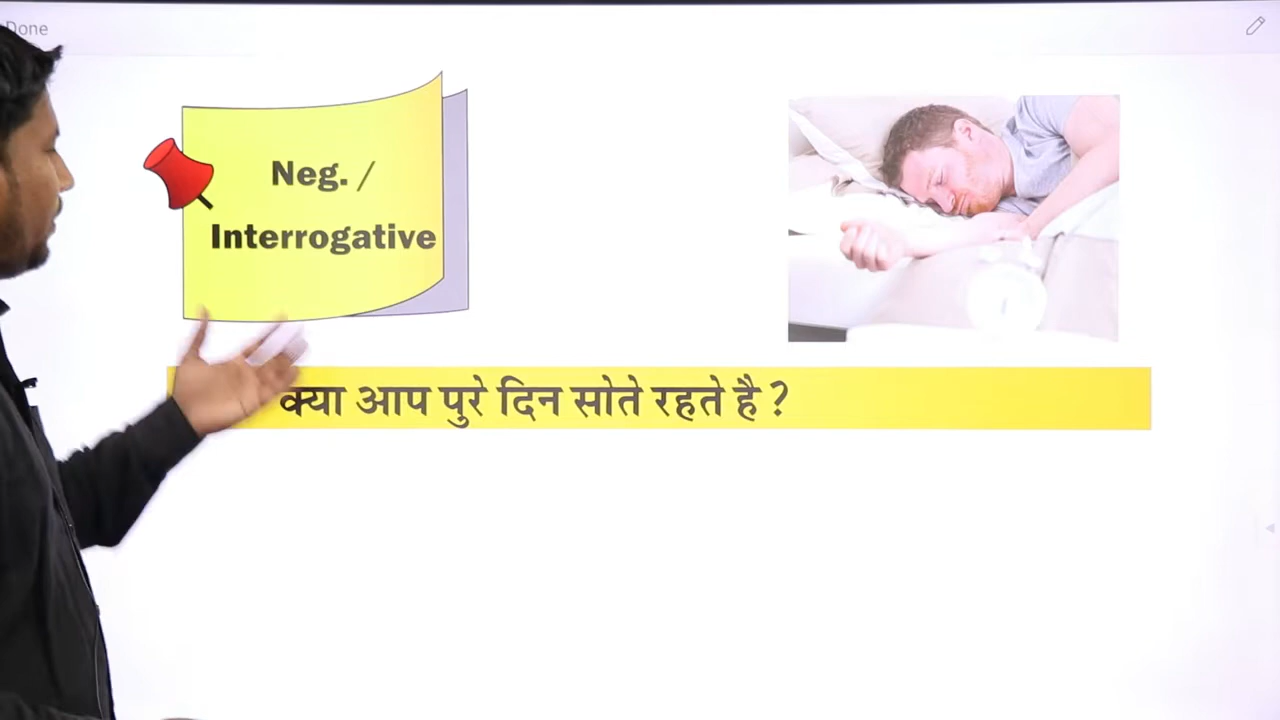 Done
Neg. /
Interrogative
क्या आप पुरे दिन सोते रहते है ?